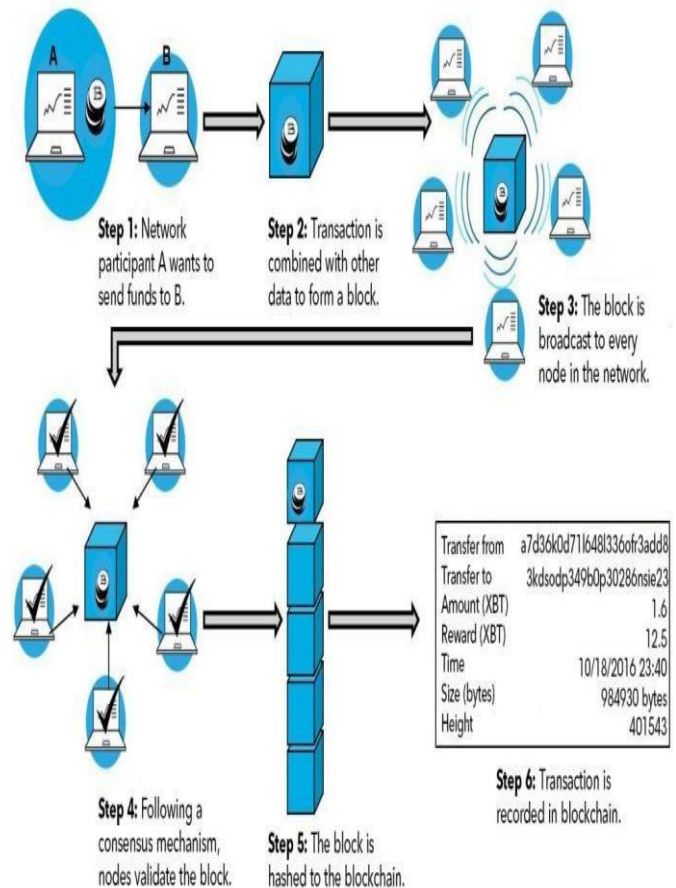 A
B
Step 1: Network
participant A wants to
send funds to B.
Step 2: Transaction is
combined with other
data to form a block.
Step 3: The block is
broadcast to every
node in the network.
Step 4: Following a
consensus mechanism,
nodes validate the block.
Step 5: The block is
hashed to the blockchain.
Transfer from a7d36k0d71l648l336ofr3add8
Transfer to 3kdsodp349b0p30286nsie23
Amount (XBT) 1.6
Reward (XBT) 12.5
Time 10/18/2016 23:40
Size (bytes) 984930 bytes
Height 401543
Step 6: Transaction is
recorded in blockchain.